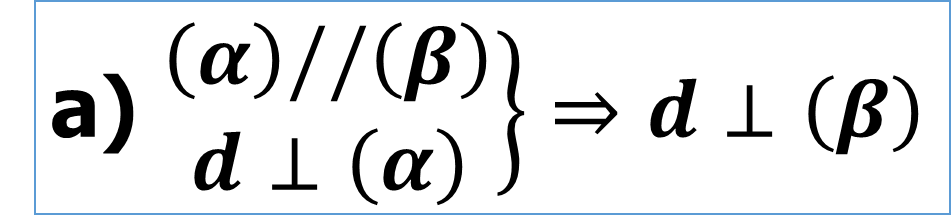 a) (α)//(β)
d ⊥ (α) } ⇒ d ⊥ (β)